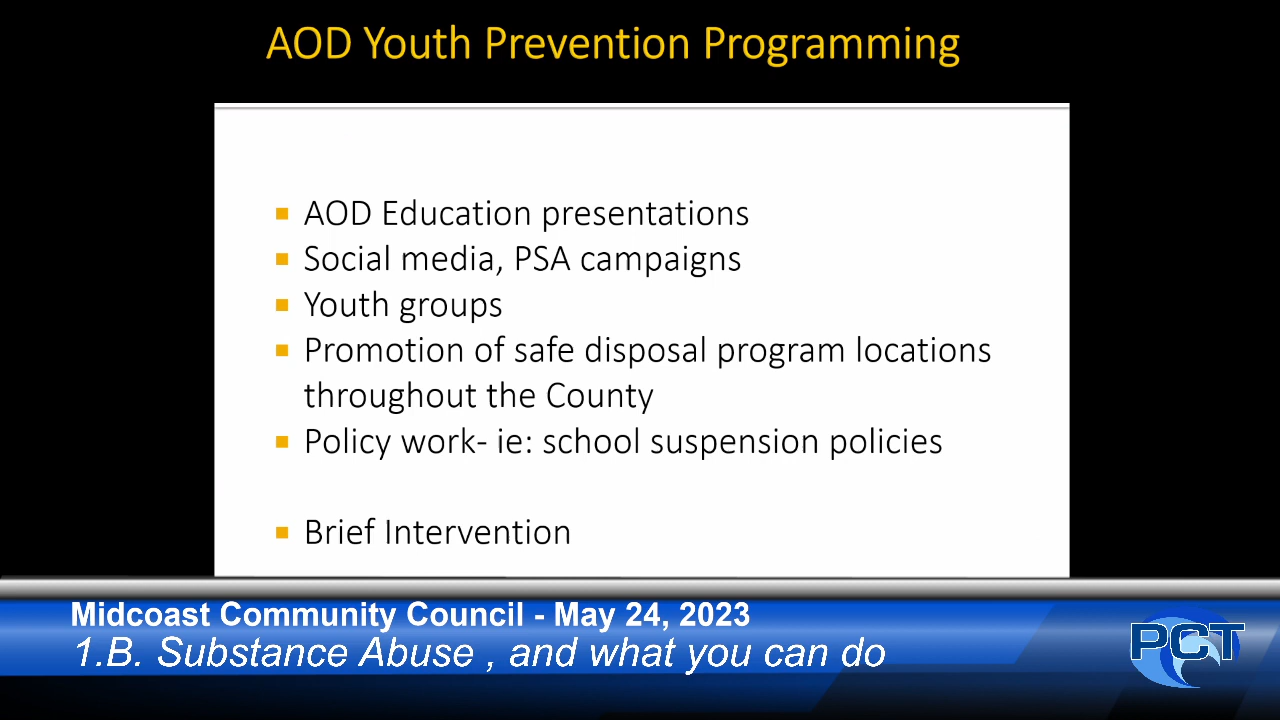 AOD Youth Prevention Programming
AOD Education presentations
Social media, PSA campaigns
Youth groups
Promotion of safe disposal program locations
throughout the County
Policy work- ie: school suspension policies
Brief Intervention
Midcoast Community Council - May 24, 2023
1.B. Substance Abuse , and what you can do
PCT